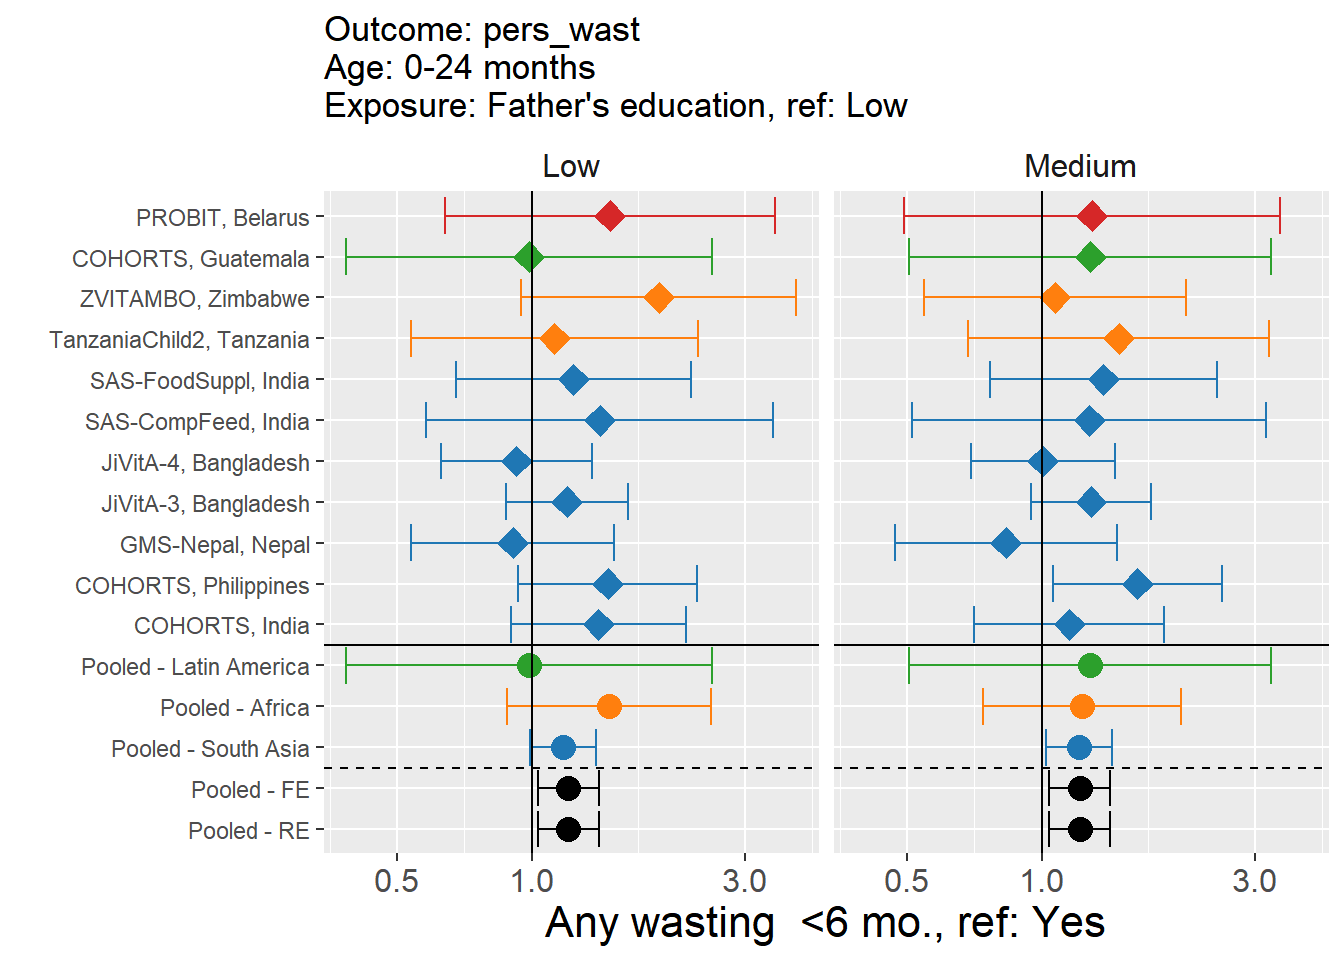 Outcome: pers_wast
Age: 0-24 months
Exposure: Father's education, ref: Low
Low
Medium
PROBIT, Belarus
COHORTS, Guatemala
ZVITAMBO, Zimbabwe
TanzaniaChild2, Tanzania
SAS-FoodSuppl, India
SAS-CompFeed, India
JiVitA-4, Bangladesh
JiVitA-3, Bangladesh
GMS-Nepal, Nepal
COHORTS, Philippines
COHORTS, India
Pooled - Latin America
Pooled - Africa
Pooled - South Asia
Pooled - FE
Pooled - RE
0.5 1.0 3.0
0.5 1.0 3.0
Any wasting  <6 mo., ref: Yes